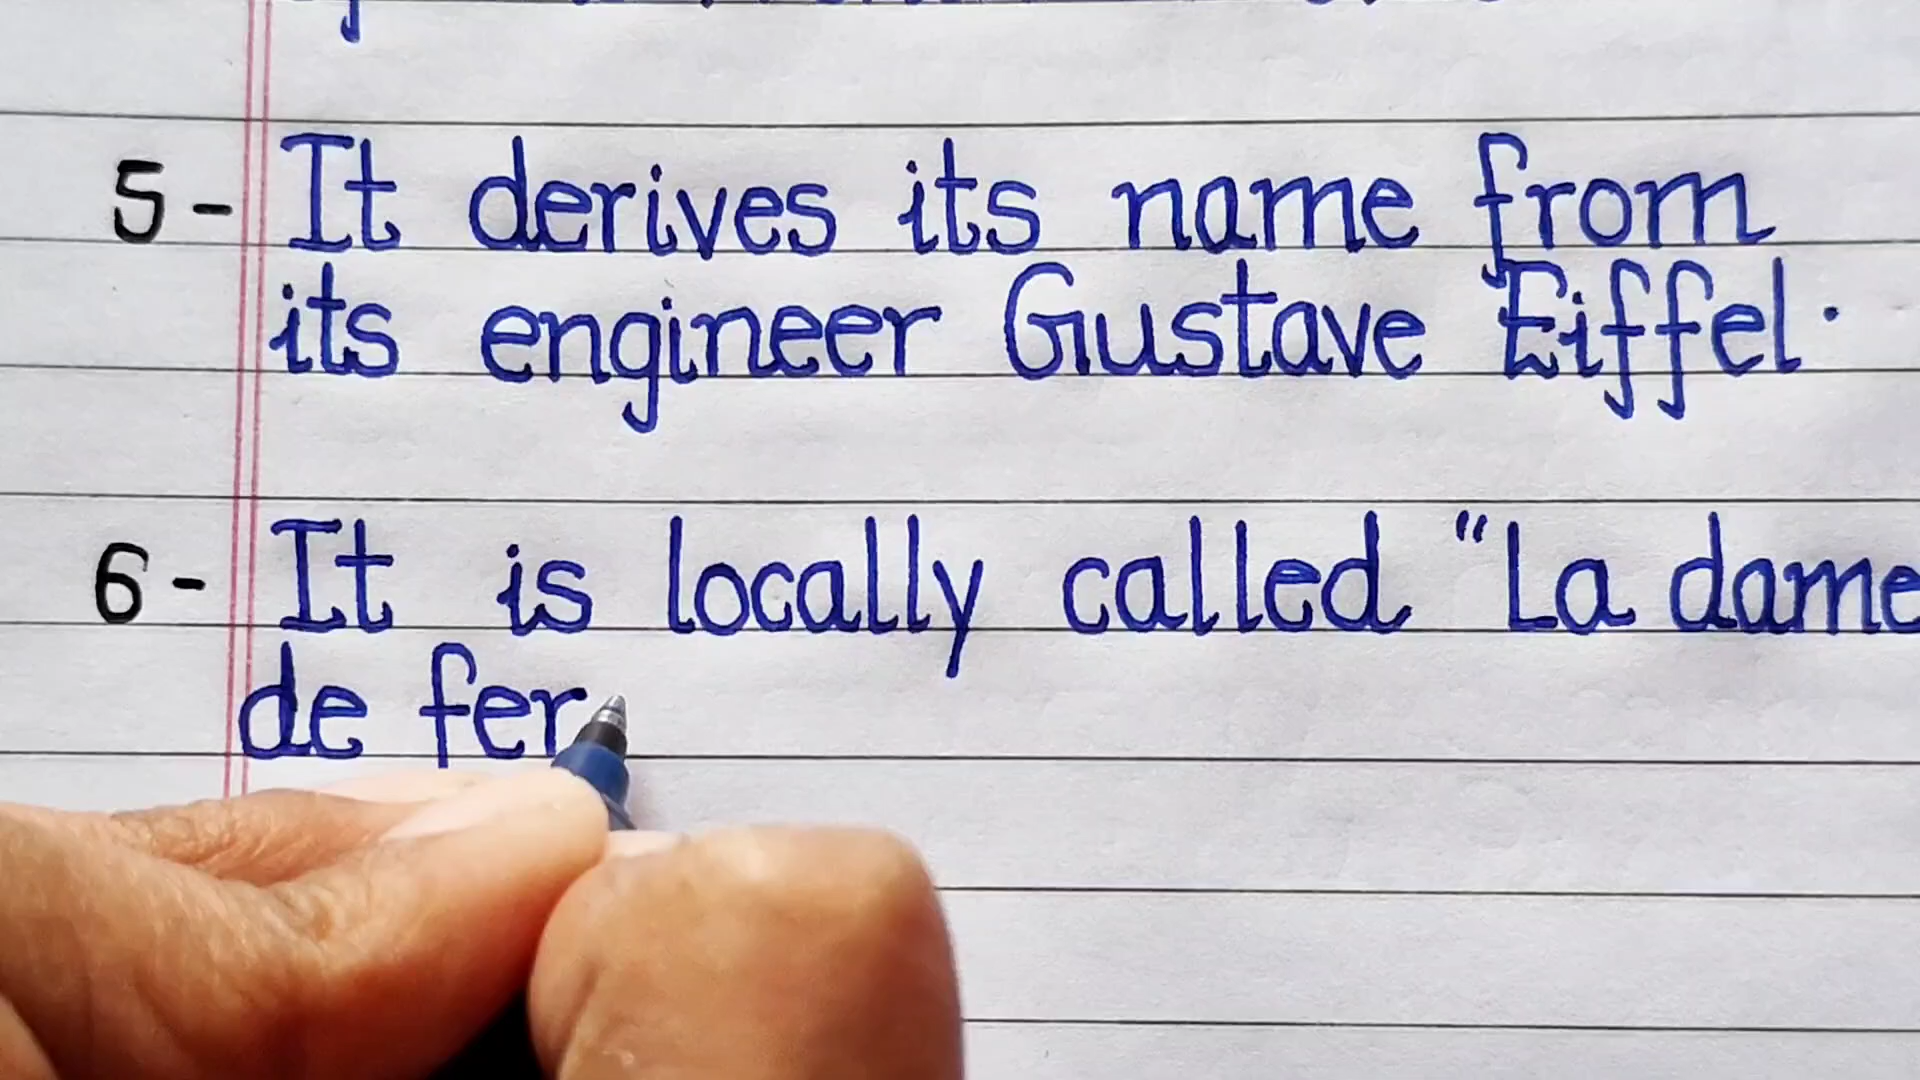 5- It derives its name from
its engineer Gustave Eiffel.
6- It is locally called "La dame
de fer